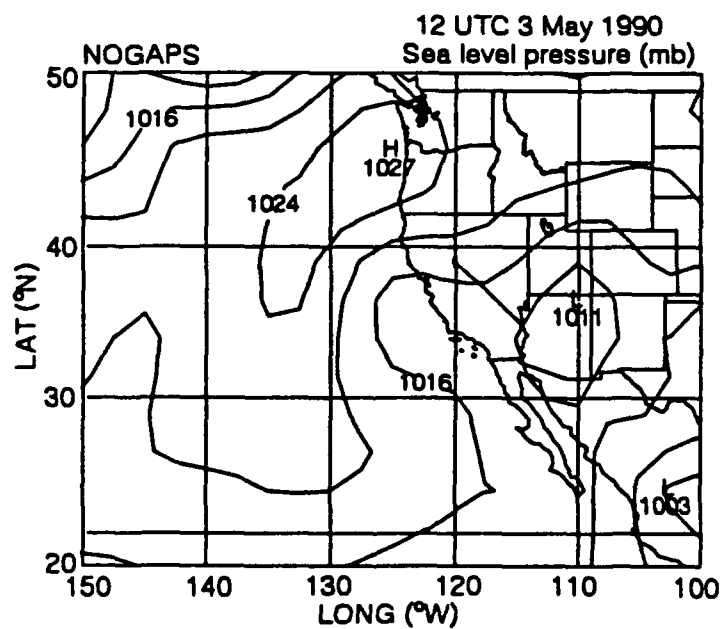 12 UTC 3 May 1990
NOGAPS
Sea level pressure (mb)
50
1016
H
1027
1024
40
LAT (°N)
L
1011
1016
30
L
1003
20
150
140
130
120
110
100
LONG (°W)